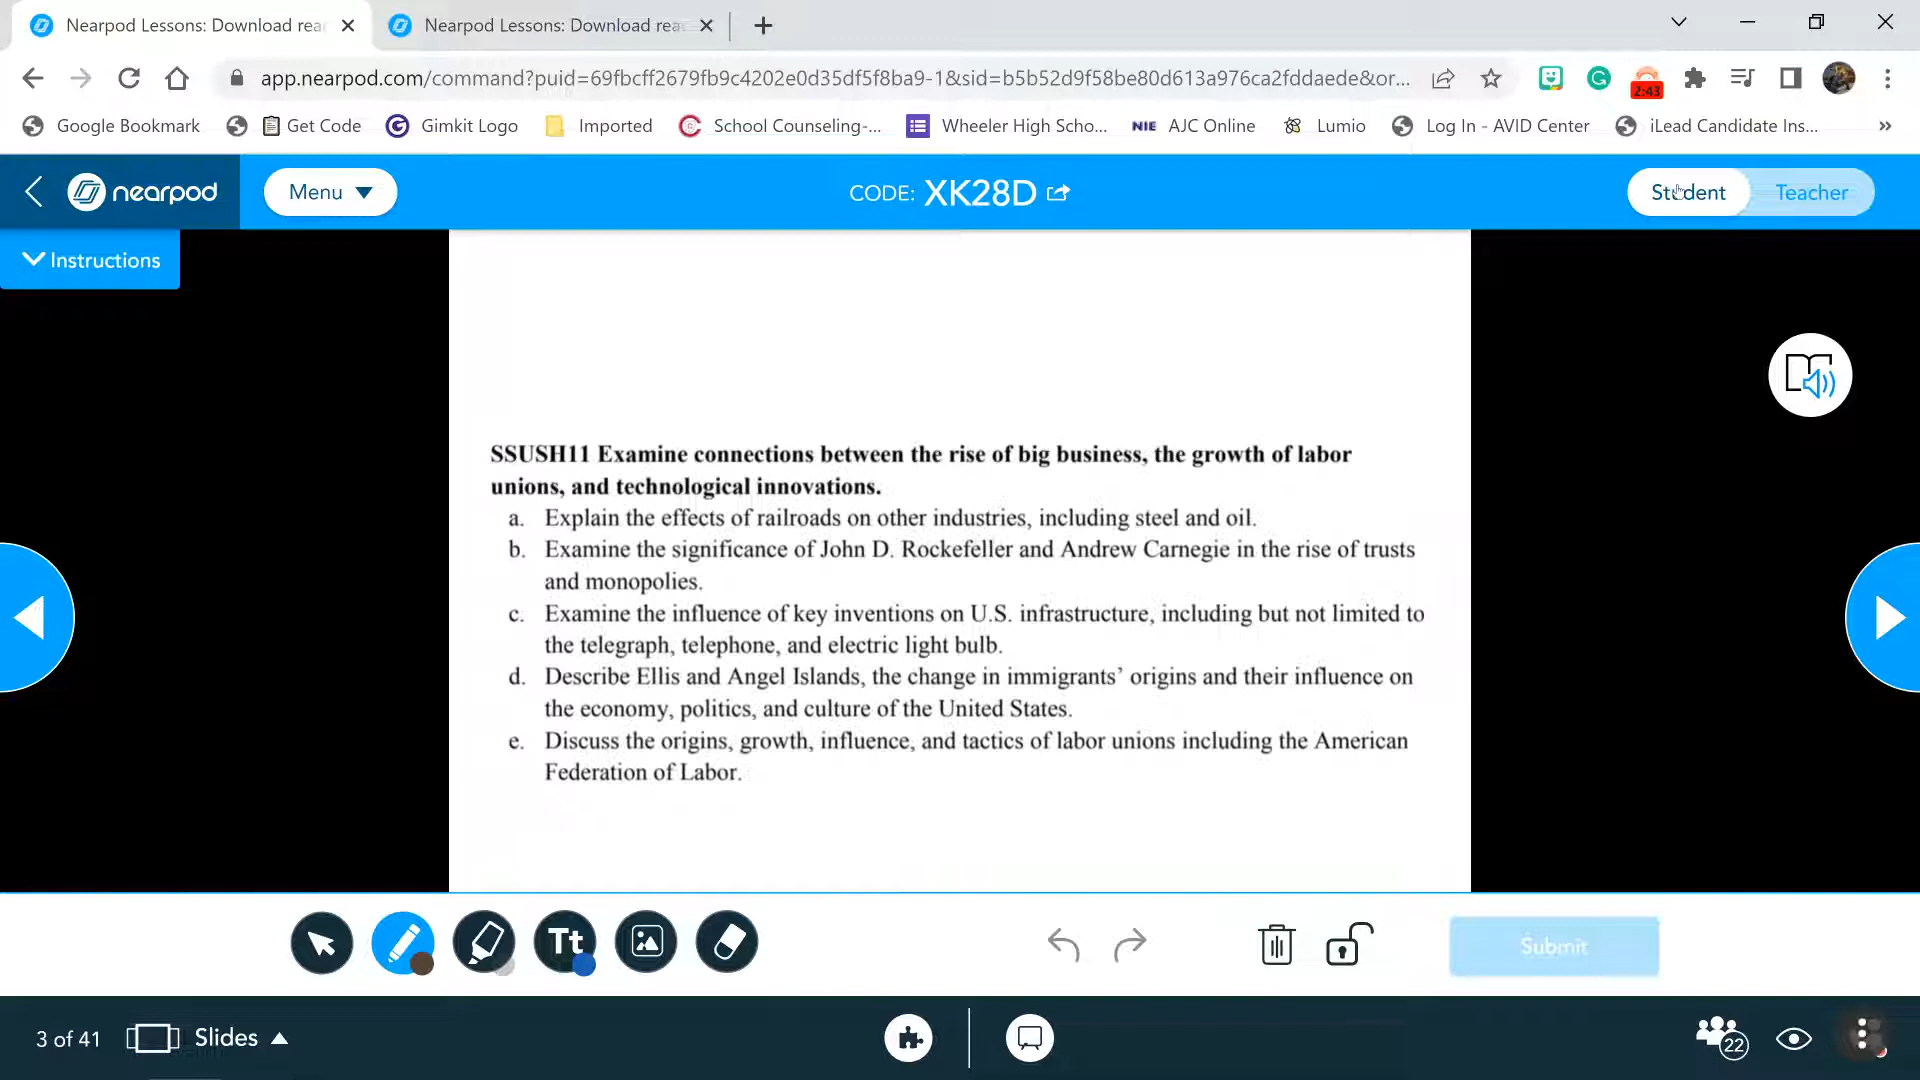 Nearpod Lessons: Download rea
Nearpod Lessons: Download rea
app.nearpod.com/command?puid=69fbcff2679fb9c4202e0d35df5f8ba9-1&sid=b5b52d9f58be80d613a976ca2fddaede&or...
2:43
Google Bookmark
Get Code
Gimkit Logo
Imported
School Counseling-...
Wheeler High Scho...
NIE AJC Online
Lumio
Log In - AVID Center
iLead Candidate Ins...
nearpod
Menu
CODE: XK28D
Student
Teacher
Instructions
SSUSH11 Examine connections between the rise of big business, the growth of labor
unions, and technological innovations.
a. Explain the effects of railroads on other industries, including steel and oil.
b. Examine the significance of John D. Rockefeller and Andrew Carnegie in the rise of trusts
and monopolies.
c. Examine the influence of key inventions on U.S. infrastructure, including but not limited to
the telegraph, telephone, and electric light bulb.
d. Describe Ellis and Angel Islands, the change in immigrants’ origins and their influence on
the economy, politics, and culture of the United States.
e. Discuss the origins, growth, influence, and tactics of labor unions including the American
Federation of Labor.
Tt
Submit
3 of 41
Slides
22